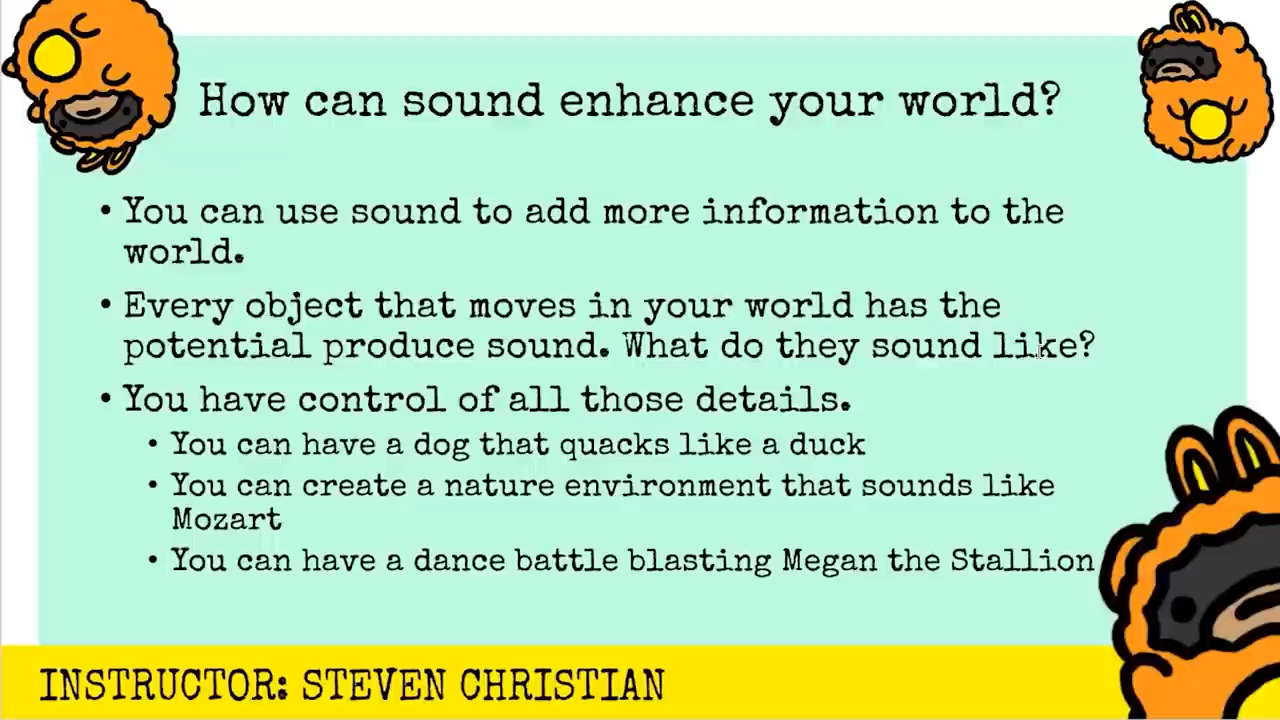 How can sound enhance your world?
• You can use sound to add more information to the
world.
• Every object that moves in your world has the
potential produce sound. What do they sound like?
• You have control of all those details.
• You can have a dog that quacks like a duck
• You can create a nature environment that sounds like
Mozart
• You can have a dance battle blasting Megan the Stallion
INSTRUCTOR: STEVEN CHRISTIAN